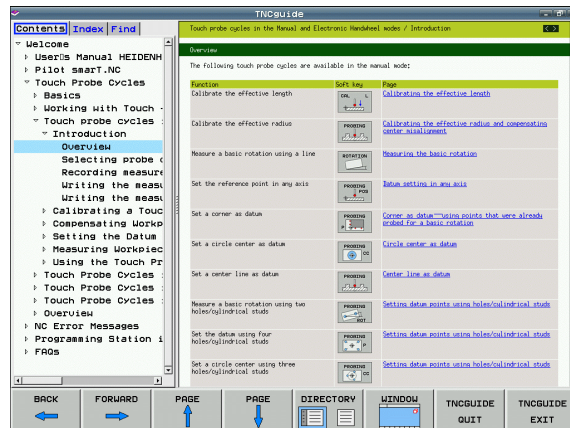 TNCguide
Contents Index Find
Touch probe cycles in the Manual and Electronic Handwheel modes / Introduction
Welcome
User's Manual HEIDENH
Pilot smarT.NC
Touch Probe Cycles
Basics
Working with Touch -
Touch probe cycles
Introduction
Overview
Selecting probe c
Recording measure
Writing the measu
Writing the measu
Calibrating a Touc
Compensating Workp
Setting the Datum
Measuring Workpiec
Using the Touch Pr
Touch Probe Cycles
Touch Probe Cycles
Touch Probe Cycles
Overview
NC Error Messages
Programming Station i
FAQs
Overview
The following touch probe cycles are available in the manual mode:
Function Soft key Page
Calibrate the effective length CAL L Calibrating the effective length
Calibrate the effective radius PROBING Calibrating the effective radius and compensating
center misalignment
Measure a basic rotation using a line ROTATION Measuring the basic rotation
Set the reference point in any axis PROBING POS Datum setting in any axis
Set a corner as datum PROBING P Corner as datum""using points that were already
probed for a basic rotation
Set a circle center as datum PROBING CC Circle center as datum
Set a center line as datum PROBING Center line as datum
Measure a basic rotation using two
holes/cylindrical studs PROBING ROT Setting datum points using holes/cylindrical studs
Set the datum using four
holes/cylindrical studs PROBING P Setting datum points using holes/cylindrical studs
Set a circle center using three
holes/cylindrical studs PROBING CC Setting datum points using holes/cylindrical studs
BACK FORWARD PAGE PAGE DIRECTORY WINDOW TNCGUIDE QUIT TNCGUIDE EXIT